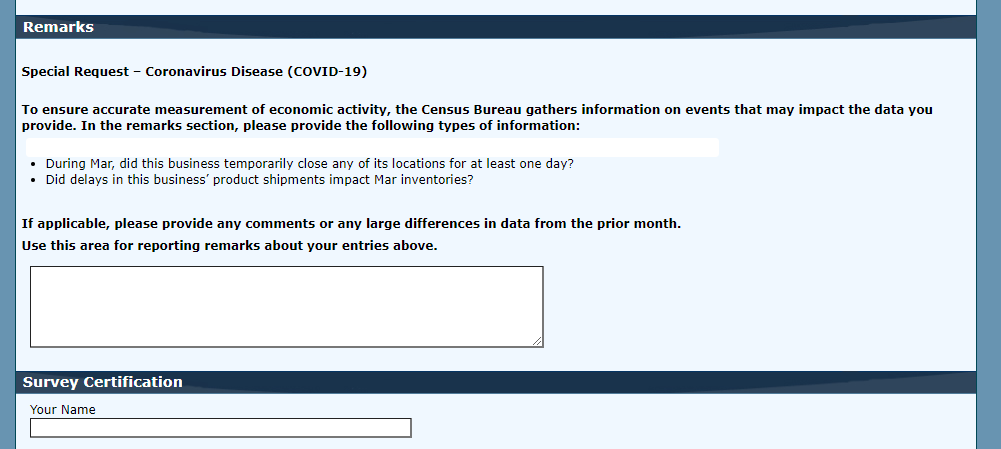 Remarks
Special Request – Coronavirus Disease (COVID-19)
To ensure accurate measurement of economic activity, the Census Bureau gathers information on events that may impact the data you
provide. In the remarks section, please provide the following types of information:
• During Mar, did this business temporarily close any of its locations for at least one day?
• Did delays in this business’ product shipments impact Mar inventories?
If applicable, please provide any comments or any large differences in data from the prior month.
Use this area for reporting remarks about your entries above.
Survey Certification
Your Name